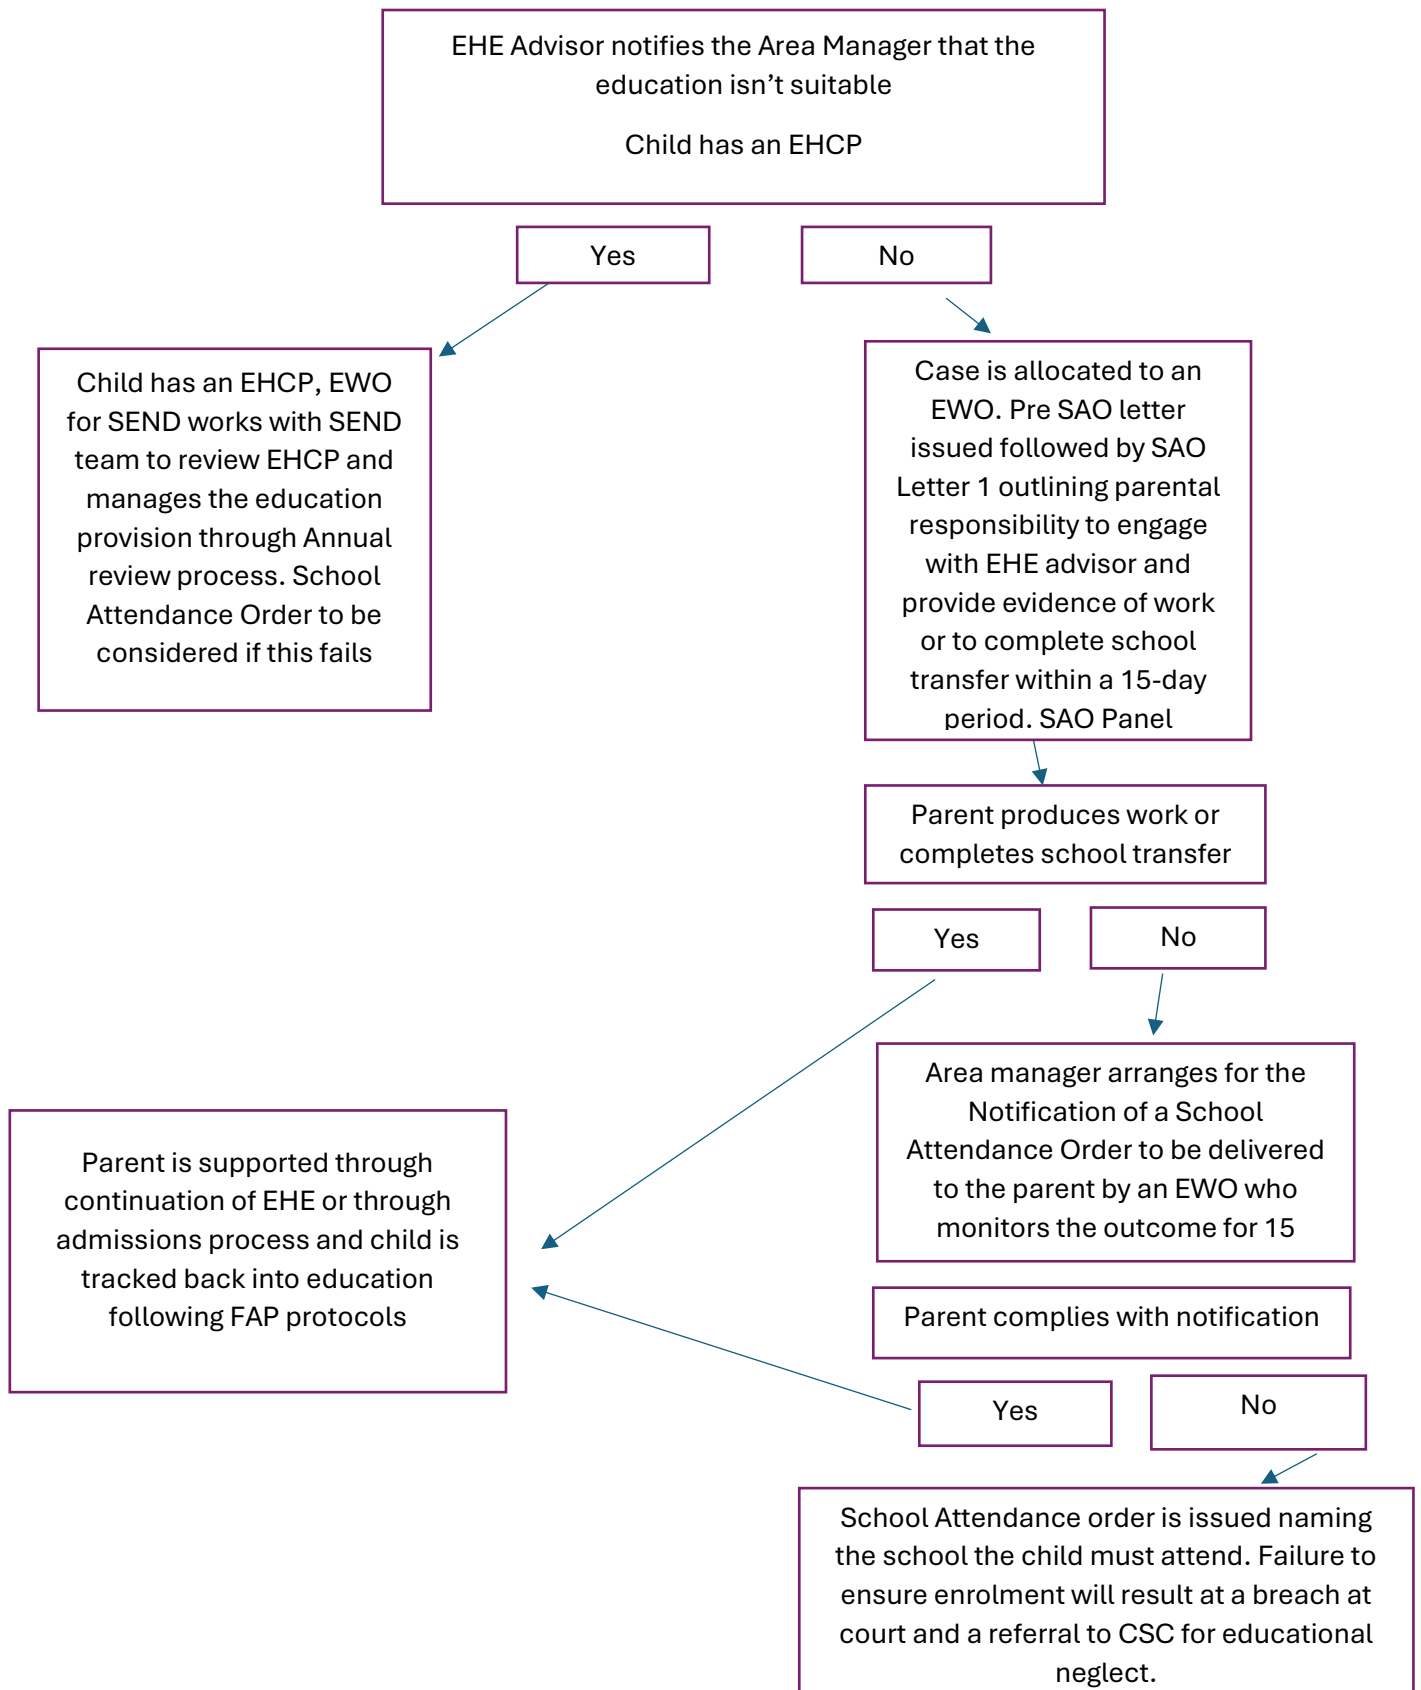 EHE Advisor notifies the Area Manager that the
education isn’t suitable
Child has an EHCP
Yes
No
Child has an EHCP, EWO
for SEND works with SEND
team to review EHCP and
manages the education
provision through Annual
review process. School
Attendance Order to be
considered if this fails
Case is allocated to an
EWO. Pre SAO letter
issued followed by SAO
Letter 1 outlining parental
responsibility to engage
with EHE advisor and
provide evidence of work
or to complete school
transfer within a 15-day
period. SAO Panel
Parent produces work or
completes school transfer
Yes
No
Area manager arranges for the
Notification of a School
Attendance Order to be delivered
to the parent by an EWO who
monitors the outcome for 15
Parent is supported through
continuation of EHE or through
admissions process and child is
tracked back into education
following FAP protocols
Parent complies with notification
Yes
No
School Attendance order is issued naming
the school the child must attend. Failure to
ensure enrolment will result at a breach at
court and a referral to CSC for educational
neglect.